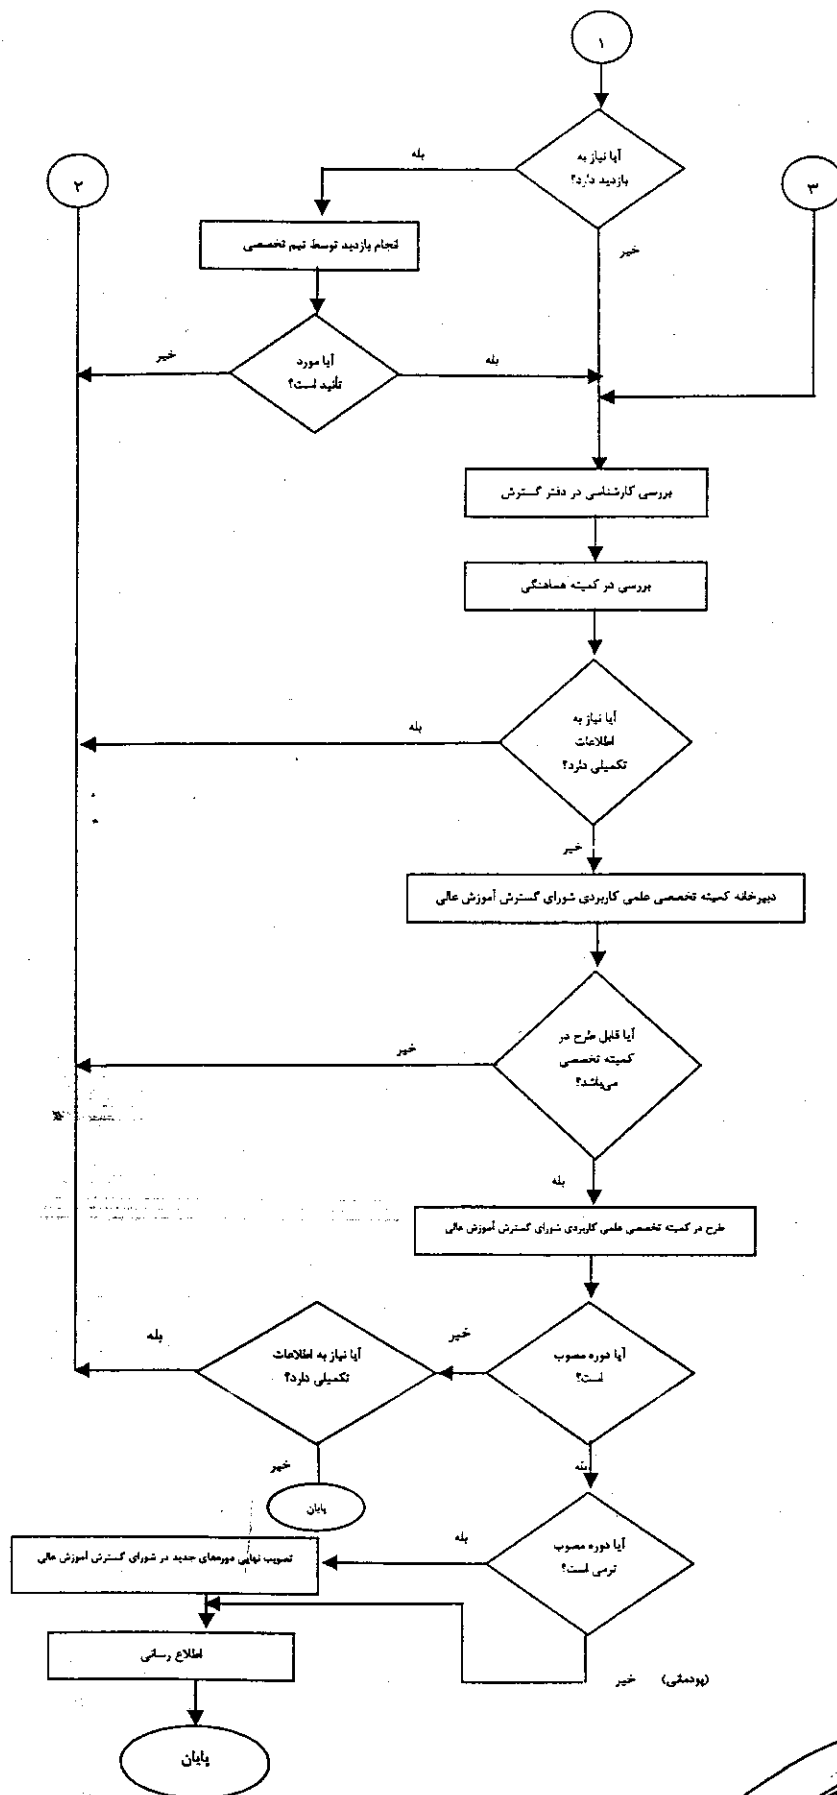 ۱
آیا نیاز به
بازدید دارد؟
بله
۲
۳
خیر
انجام بازدید توسط تیم تخصصی
آیا مورد
تأئید است؟
خیر
بله
بررسی کارشناسی در دفتر گسترش
بررسی در کمیته هماهنگی
آیا نیاز به
اطلاعات
تکمیلی دارد؟
بله
خیر
دبیرخانه کمیته تخصصی علمی کاربردی شورای گسترش آموزش عالی
آیا قابل طرح در
کمیته تخصصی
می‌باشد؟
خیر
بله
طرح در کمیته تخصصی علمی کاربردی شورای گسترش آموزش عالی
آیا دوره مصوب
است؟
خیر
آیا نیاز به اطلاعات
تکمیلی دارد؟
بله
خیر
بله
پایان
آیا دوره مصوب
ترمی است؟
بله
تصویب نهایی دوره‌های جدید در شورای گسترش آموزش عالی
اطلاع رسانی
خیر (پودمانی)
پایان